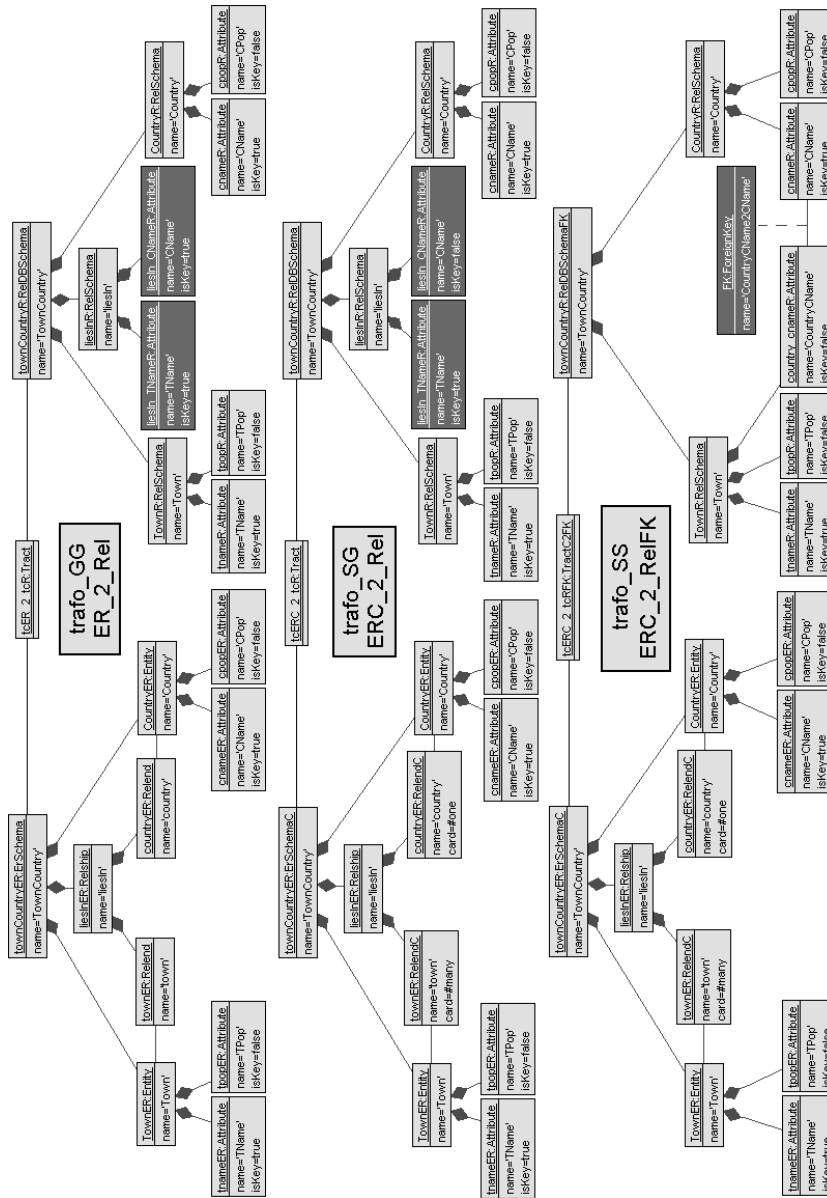 townCountryER:ErSchema
name='TownCountry'
tcER_2_tcR:Tract
townCountryR:RelDBSchema
name='TownCountry'
liesInER:Relship
name='liesIn'
trafo_GG
ER_2_Rel
liesInR:RelSchema
name='liesIn'
TownER:Entity
name='Town'
townER:Relend
name='town'
countryER:Relend
name='country'
CountryER:Entity
name='Country'
TownR:RelSchema
name='Town'
liesIn_TNameR:Attribute
name='TName'
isKey=true
liesIn_CNameR:Attribute
name='CName'
isKey=true
CountryR:RelSchema
name='Country'
tnameER:Attribute
name='TName'
isKey=true
tpopER:Attribute
name='TPop'
isKey=false
cnameER:Attribute
name='CName'
isKey=true
cpopER:Attribute
name='CPop'
isKey=false
tnameR:Attribute
name='TName'
isKey=true
tpopR:Attribute
name='TPop'
isKey=false
cnameR:Attribute
name='CName'
isKey=true
cpopR:Attribute
name='CPop'
isKey=false
townCountryER:ErSchemaC
name='TownCountry'
tcERC_2_tcR:Tract
townCountryR:RelDBSchema
name='TownCountry'
liesInER:Relship
name='liesIn'
trafo_SG
ERC_2_Rel
liesInR:RelSchema
name='liesIn'
TownER:Entity
name='Town'
townER:RelendC
name='town'
card=#many
countryER:RelendC
name='country'
card=#one
CountryER:Entity
name='Country'
TownR:RelSchema
name='Town'
liesIn_TNameR:Attribute
name='TName'
isKey=true
liesIn_CNameR:Attribute
name='CName'
isKey=false
CountryR:RelSchema
name='Country'
tnameER:Attribute
name='TName'
isKey=true
tpopER:Attribute
name='TPop'
isKey=false
cnameER:Attribute
name='CName'
isKey=true
cpopER:Attribute
name='CPop'
isKey=false
tnameR:Attribute
name='TName'
isKey=true
tpopR:Attribute
name='TPop'
isKey=false
cnameR:Attribute
name='CName'
isKey=true
cpopR:Attribute
name='CPop'
isKey=false
townCountryER:ErSchemaC
name='TownCountry'
tcERC_2_tcRFK:TractC2FK
townCountryR:RelDBSchemaFK
name='TownCountry'
liesInER:Relship
name='liesIn'
trafo_SS
ERC_2_RelFK
TownER:Entity
name='Town'
townER:RelendC
name='town'
card=#many
countryER:RelendC
name='country'
card=#one
CountryER:Entity
name='Country'
TownR:RelSchema
name='Town'
FK:ForeignKey
name='CountryCName2CName'
CountryR:RelSchema
name='Country'
tnameER:Attribute
name='TName'
isKey=true
tpopER:Attribute
name='TPop'
isKey=false
cnameER:Attribute
name='CName'
isKey=true
cpopER:Attribute
name='CPop'
isKey=false
tnameR:Attribute
name='TName'
isKey=true
tpopR:Attribute
name='TPop'
isKey=false
country_cnameR:Attribute
name='CountryCName'
isKey=false
cnameR:Attribute
name='CName'
isKey=true
cpopR:Attribute
name='CPop'
isKey=false